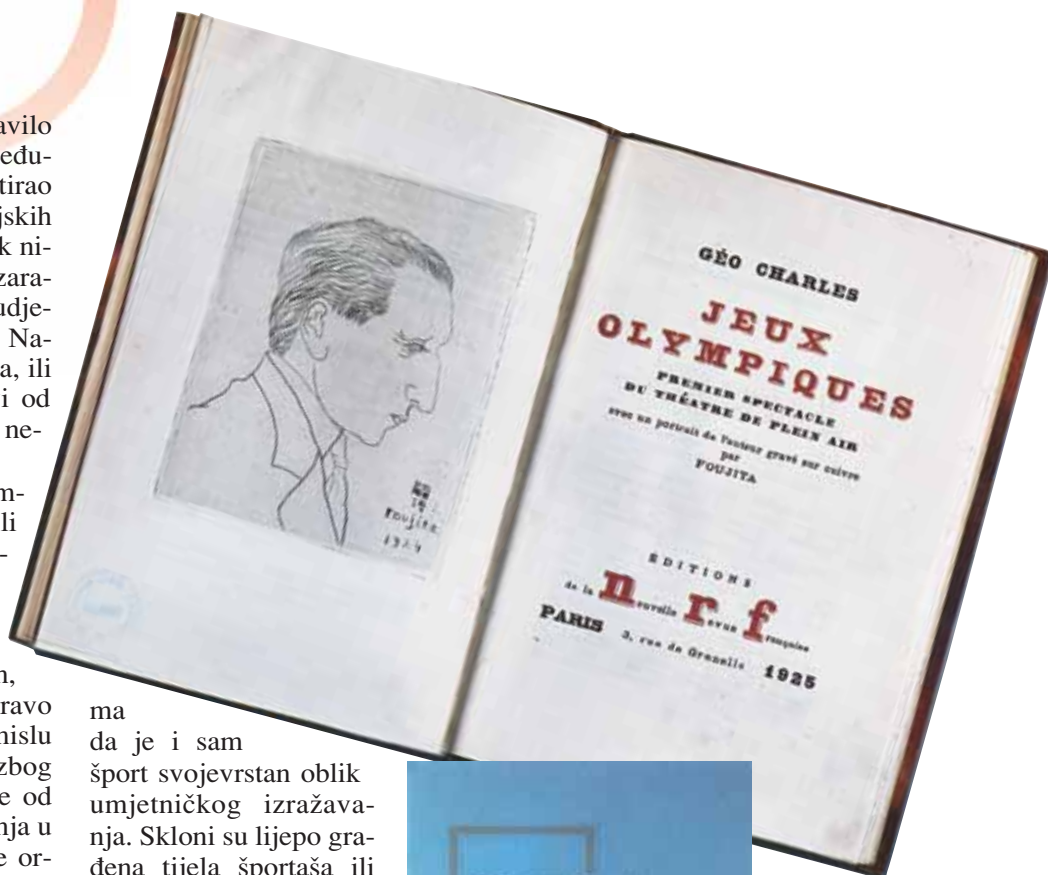 avilo
eđu-
tirao
jskih
k ni-
zara-
udje-
Na-
a, ili
i od
ne-
m-
li
-
n,
ravo
nislu
zbog
e od
nja u
e or-
ma
da je i sam
šport svojevrstan oblik
umjetničkog izražava-
nja. Skloni su lijepo gra-
đena tijela športaša ili
Foujita
GÉO CHARLES
JEUX
OLYMPIQUES
PREMIER SPECTACLE
DU THÉATRE DE PLEIN AIR
avec un portrait de l'auteur gravé sur cuivre
par
FOUJITA
ÉDITIONS
de la nouvelle revue française
PARIS 3, rue de Grenelle 1925